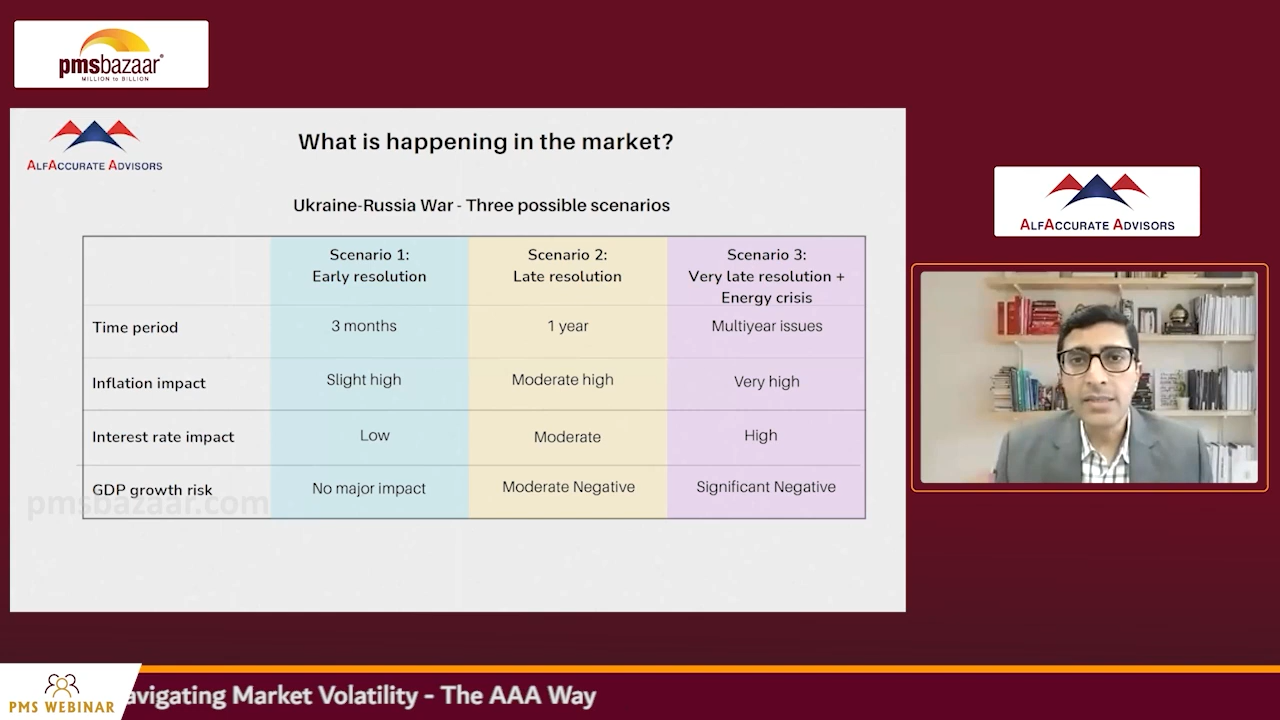 pmsbazaar
MILLION to BILLION
ALFACCURATE ADVISORS
What is happening in the market?
Ukraine-Russia War - Three possible scenarios
Scenario 1: Scenario 2: Scenario 3:
Early resolution Late resolution Very late resolution +
Energy crisis
Time period 3 months 1 year Multiyear issues
Inflation impact Slight high Moderate high Very high
Interest rate impact Low Moderate High
GDP growth risk No major impact Moderate Negative Significant Negative
pmsbazaar.com
ALFACCURATE ADVISORS
PMS WEBINAR
avigating Market Volatility - The AAA Way